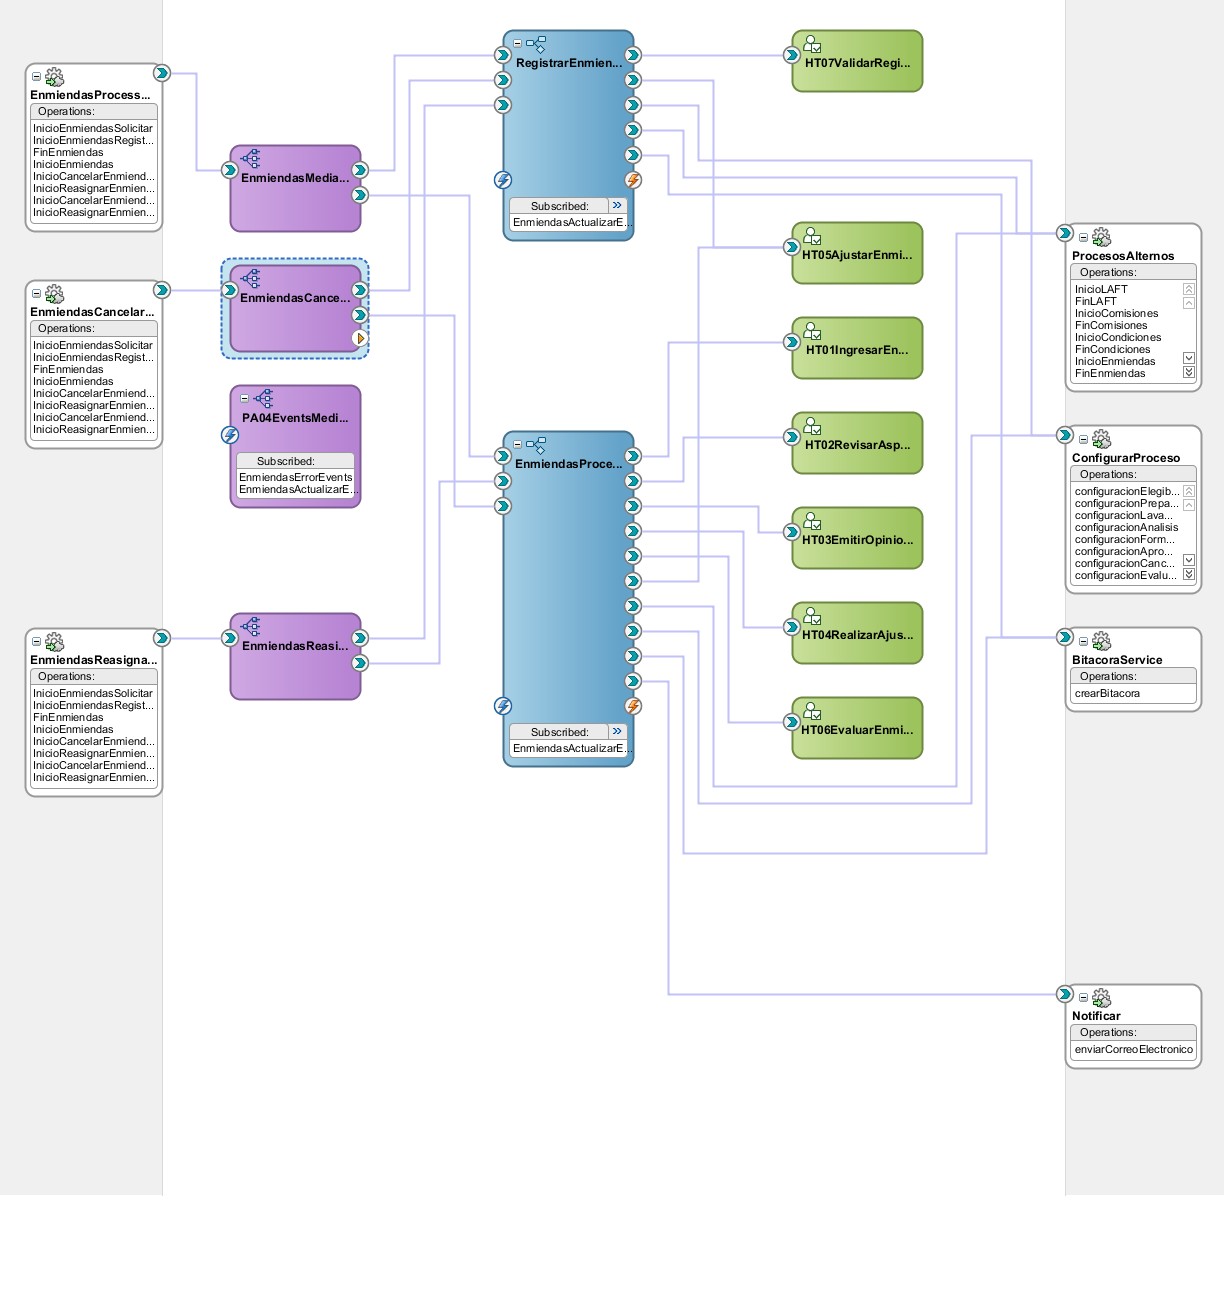 EnmiendasProcess...
Operations:
InicioEnmiendasSolicitar
InicioEnmiendasRegist...
FinEnmiendas
InicioEnmiendas
InicioCancelarEnmiend...
InicioReasignarEnmien...
InicioCancelarEnmiend...
InicioReasignarEnmien...
EnmiendasCancelar...
Operations:
InicioEnmiendasSolicitar
InicioEnmiendasRegist...
FinEnmiendas
InicioEnmiendas
InicioCancelarEnmiend...
InicioReasignarEnmien...
InicioCancelarEnmiend...
InicioReasignarEnmien...
EnmiendasReasigna...
Operations:
InicioEnmiendasSolicitar
InicioEnmiendasRegist...
FinEnmiendas
InicioEnmiendas
InicioCancelarEnmiend...
InicioReasignarEnmien...
InicioCancelarEnmiend...
InicioReasignarEnmien...
EnmiendasMedia...
EnmiendasCance...
PA04EventsMedi...
Subscribed:
EnmiendasErrorEvents
EnmiendasActualizarE...
EnmiendasReasi...
RegistrarEnmien...
Subscribed:
EnmiendasActualizarE...
EnmiendasProce...
Subscribed:
EnmiendasActualizarE...
HT07ValidarRegi...
HT05AjustarEnmi...
HT01IngresarEn...
HT02RevisarAsp...
HT03EmitirOpinio...
HT04RealizarAjus...
HT06EvaluarEnmi...
ProcesosAlternos
Operations:
InicioLAFT
FinLAFT
InicioComisiones
FinComisiones
InicioCondiciones
FinCondiciones
InicioEnmiendas
FinEnmiendas
ConfigurarProceso
Operations:
configuracionElegib...
configuracionPrepa...
configuracionLava...
configuracionAnalisis
configuracionForm...
configuracionApro...
configuracionCanc...
configuracionEvalu...
BitacoraService
Operations:
crearBitacora
Notificar
Operations:
enviarCorreoElectronico